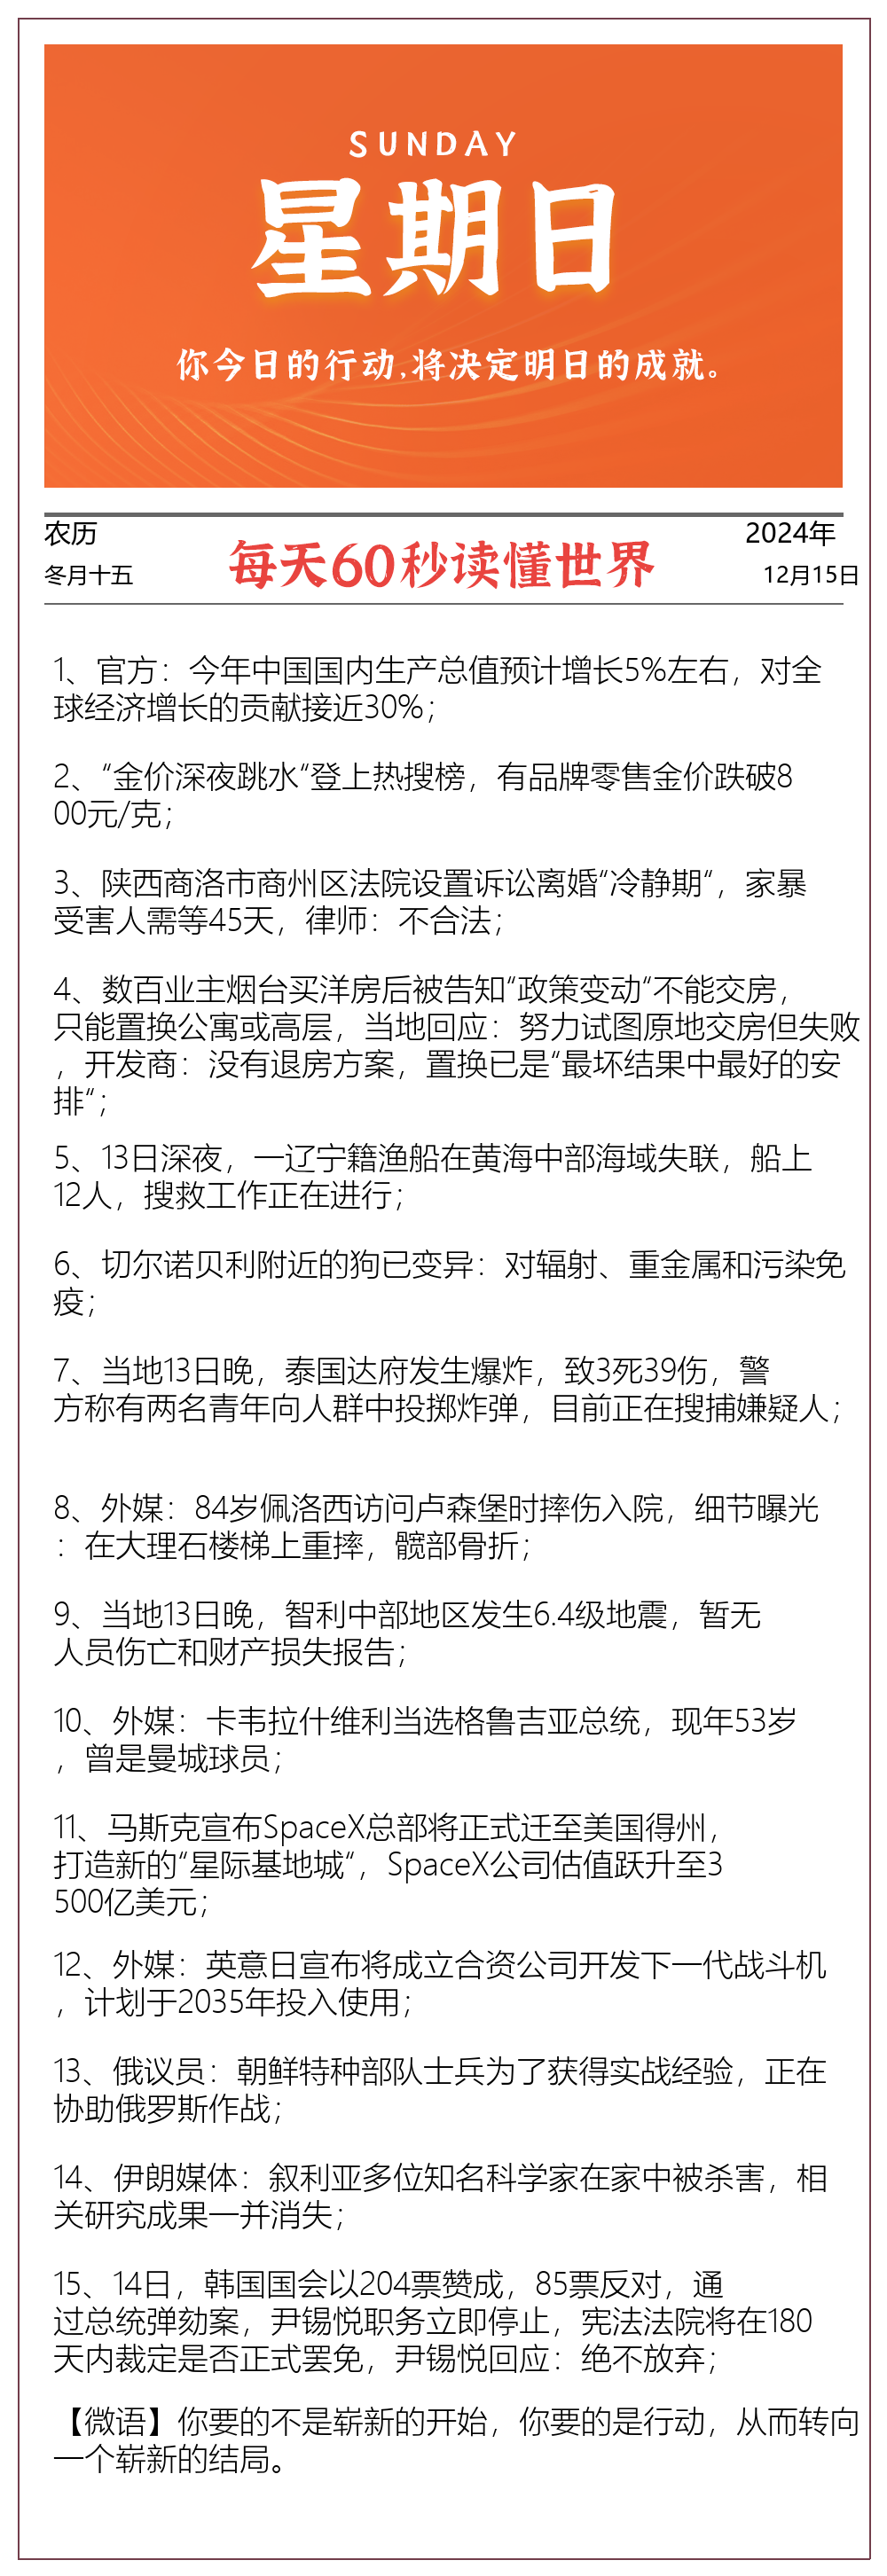 SUNDAY
星期日
你今日的行动,将决定明日的成就。
农历
2024年
每天60秒读懂世界
冬月十五
12月15日
1、官方：今年中国国内生产总值预计增长5%左右，对全
球经济增长的贡献接近30%；
2、“金价深夜跳水“登上热搜榜，有品牌零售金价跌破8
00元/克；
3、陕西商洛市商州区法院设置诉讼离婚“冷静期“，家暴
受害人需等45天，律师：不合法；
4、数百业主烟台买洋房后被告知“政策变动“不能交房，
只能置换公寓或高层，当地回应：努力试图原地交房但失败
，开发商：没有退房方案，置换已是“最坏结果中最好的安
排“；
5、13日深夜，一辽宁籍渔船在黄海中部海域失联，船上
12人，搜救工作正在进行；
6、切尔诺贝利附近的狗已变异：对辐射、重金属和污染免
疫；
7、当地13日晚，泰国达府发生爆炸，致3死39伤，警
方称有两名青年向人群中投掷炸弹，目前正在搜捕嫌疑人；
8、外媒：84岁佩洛西访问卢森堡时摔伤入院，细节曝光
：在大理石楼梯上重摔，髋部骨折；
9、当地13日晚，智利中部地区发生6.4级地震，暂无
人员伤亡和财产损失报告；
10、外媒：卡韦拉什维利当选格鲁吉亚总统，现年53岁
，曾是曼城球员；
11、马斯克宣布SpaceX总部将正式迁至美国得州，
打造新的“星际基地城“，SpaceX公司估值跃升至3
500亿美元；
12、外媒：英意日宣布将成立合资公司开发下一代战斗机
，计划于2035年投入使用；
13、俄议员：朝鲜特种部队士兵为了获得实战经验，正在
协助俄罗斯作战；
14、伊朗媒体：叙利亚多位知名科学家在家中被杀害，相
关研究成果一并消失；
15、14日，韩国国会以204票赞成，85票反对，通
过总统弹劾案，尹锡悦职务立即停止，宪法法院将在180
天内裁定是否正式罢免，尹锡悦回应：绝不放弃；
【微语】你要的不是崭新的开始，你要的是行动，从而转向
一个崭新的结局。